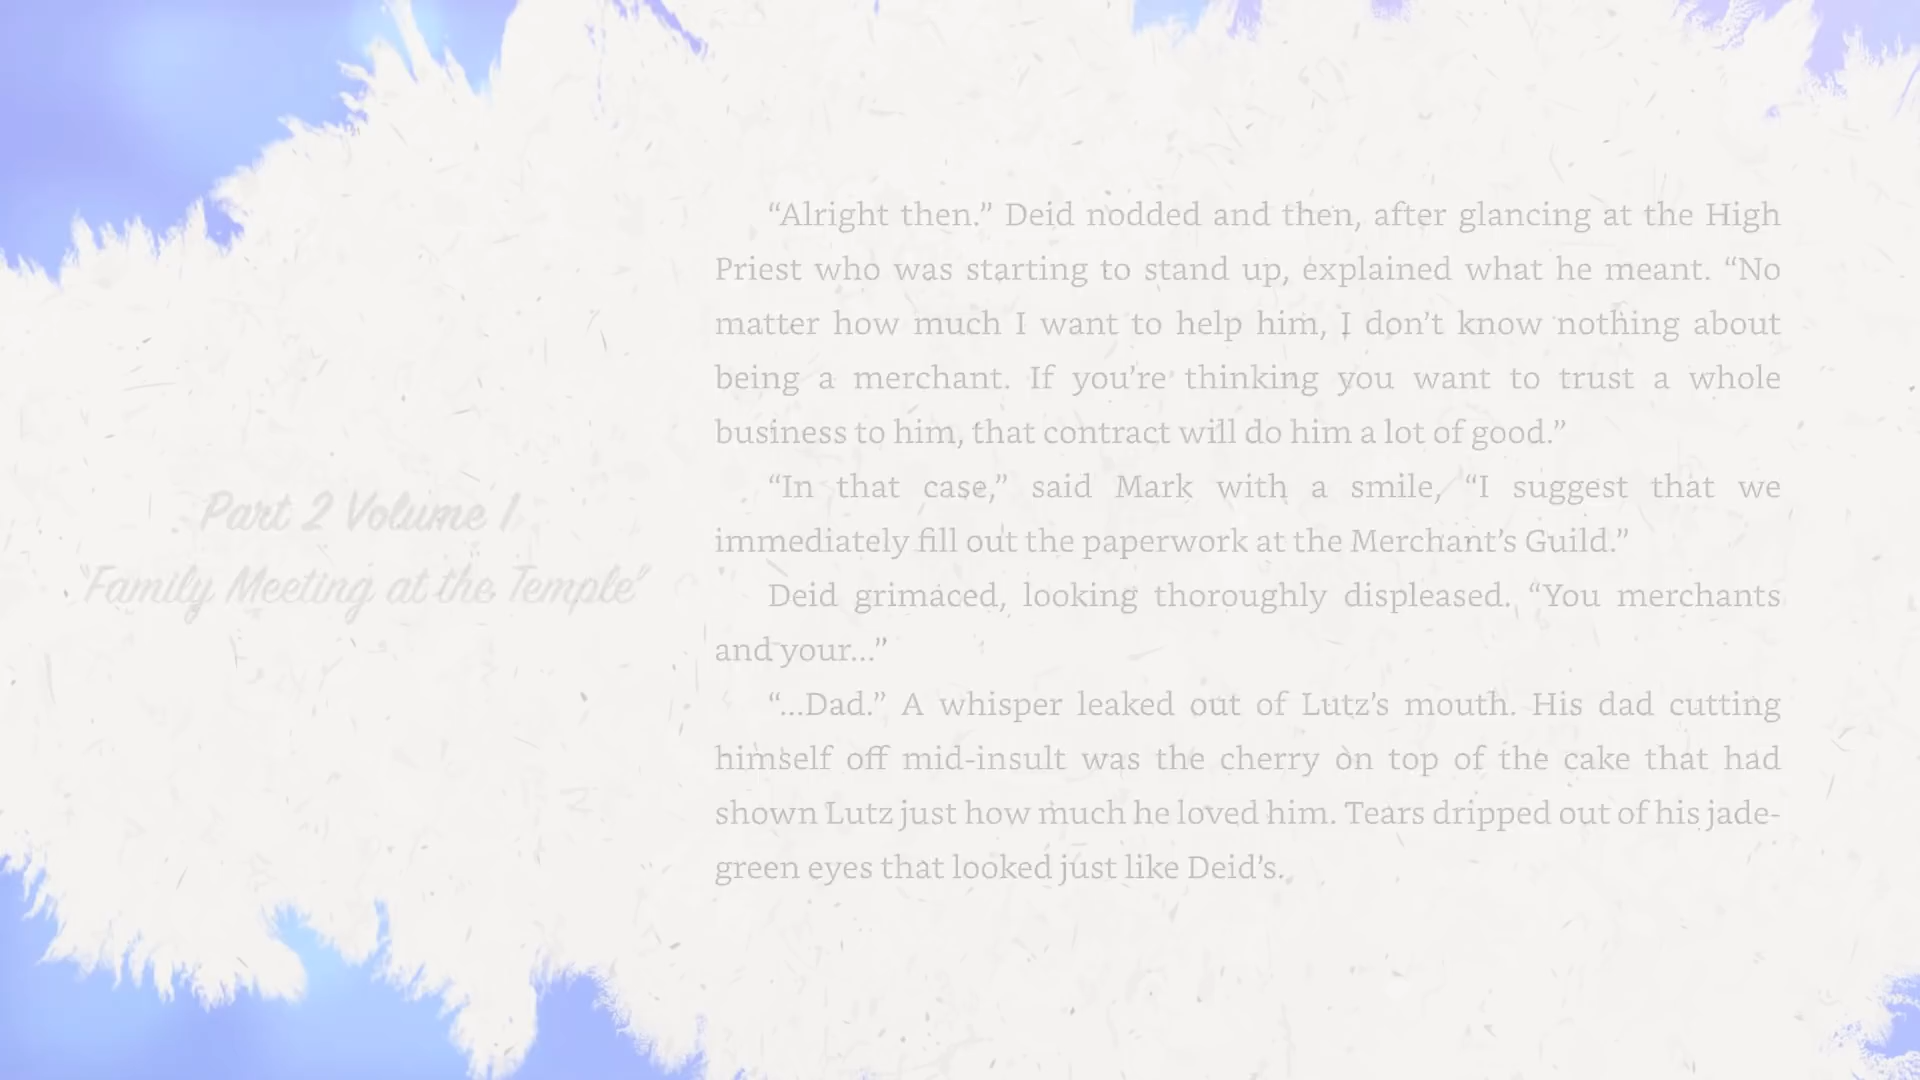 Part 2 Volume 1
"Family Meeting at the Temple"
“Alright then.” Deid nodded and then, after glancing at the High
Priest who was starting to stand up, explained what he meant. “No
matter how much I want to help him, I don’t know nothing about
being a merchant. If you’re thinking you want to trust a whole
business to him, that contract will do him a lot of good.”
“In that case,” said Mark with a smile, “I suggest that we
immediately fill out the paperwork at the Merchant’s Guild.”
Deid grimaced, looking thoroughly displeased. “You merchants
and your...”
“...Dad.” A whisper leaked out of Lutz’s mouth. His dad cutting
himself off mid-insult was the cherry on top of the cake that had
shown Lutz just how much he loved him. Tears dripped out of his jade-
green eyes that looked just like Deid’s.